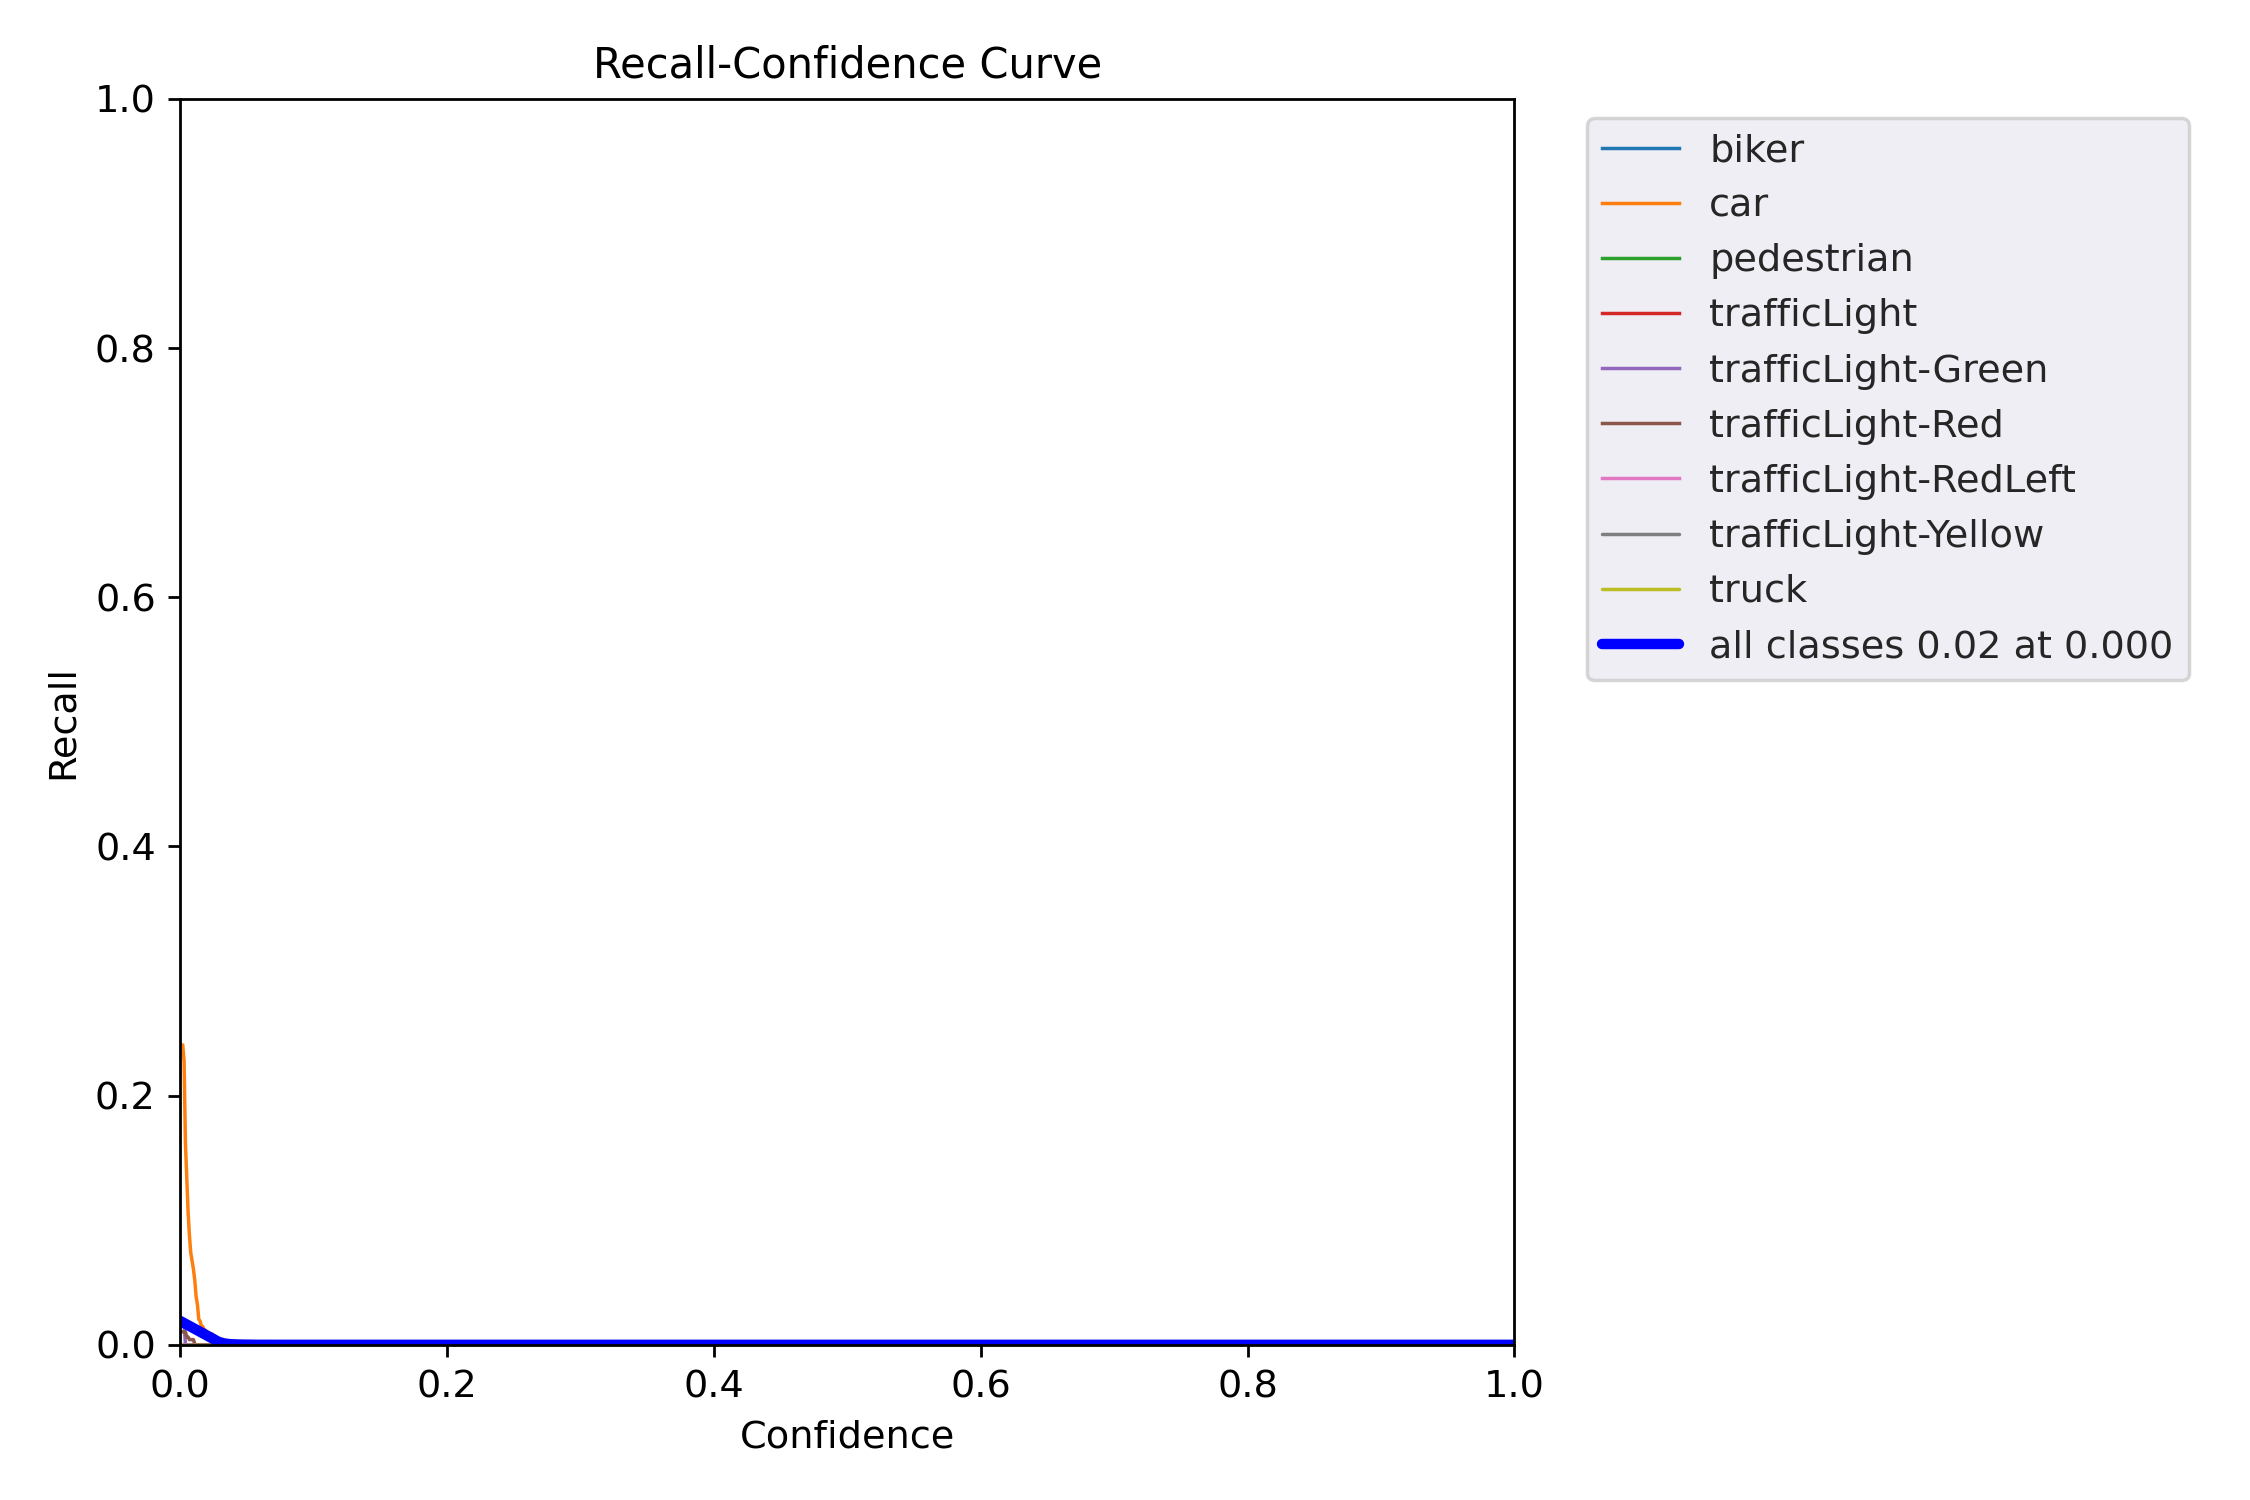 Recall-Confidence Curve
1.0
0.8
0.6
0.4
0.2
0.0
Recall
0.0 0.2 0.4 0.6 0.8 1.0
Confidence
biker
car
pedestrian
trafficLight
trafficLight-Green
trafficLight-Red
trafficLight-RedLeft
trafficLight-Yellow
truck
all classes 0.02 at 0.000